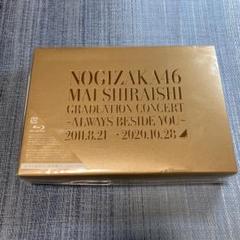 NOGIZAKA46
MAI SHIRAISHI
GRADUATION CONCERT
~ALWAYS BESIDE YOU~
2011.8.21 → 2020.10.28